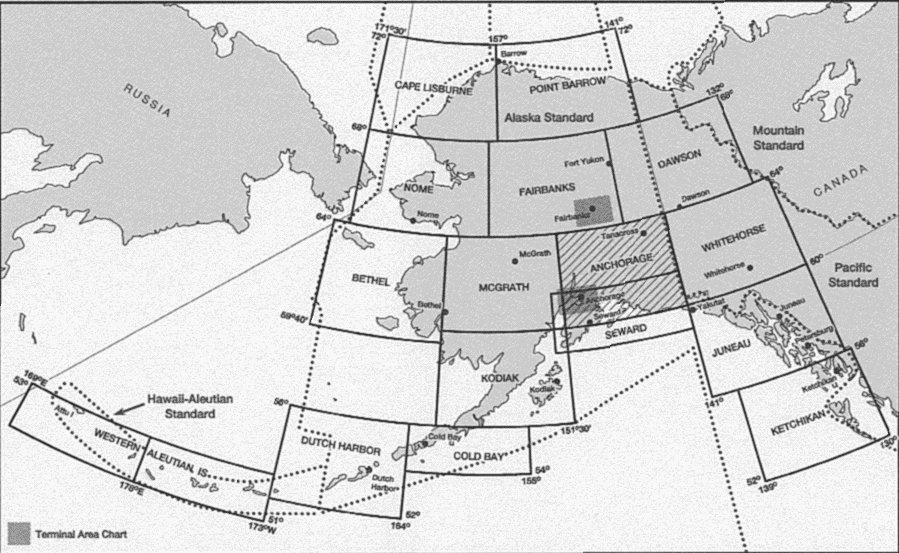 171°30'
72°
157°
141°
72°
Barrow
RUSSIA
CAPE LISBURNE
POINT BARROW
132°
68°
68°
Alaska Standard
Mountain
Standard
Fort Yukon
DAWSON
CANADA
64°
NOME
FAIRBANKS
Dawson
64°
Nome
Fairbanks
Tanacross
WHITEHORSE
McGrath
ANCHORAGE
Whitehorse
60°
BETHEL
MCGRATH
Pacific
Standard
Bethel
Anchorage
Yakutat
59°40'
Seward
SEWARD
Juneau
JUNEAU
Petersburg
56°
169°E
53°
KODIAK
Kodiak
Ketchikan
Hawaii-Aleutian
Standard
56°
141°
Attu I
151°30'
KETCHIKAN
130°
WESTERN
ALEUTIAN. IS.
DUTCH HARBOR
Cold Bay
COLD BAY
54°
155°
52°
139°
178°E
Dutch
Harbor
51°
173°W
52°
164°
Terminal Area Chart